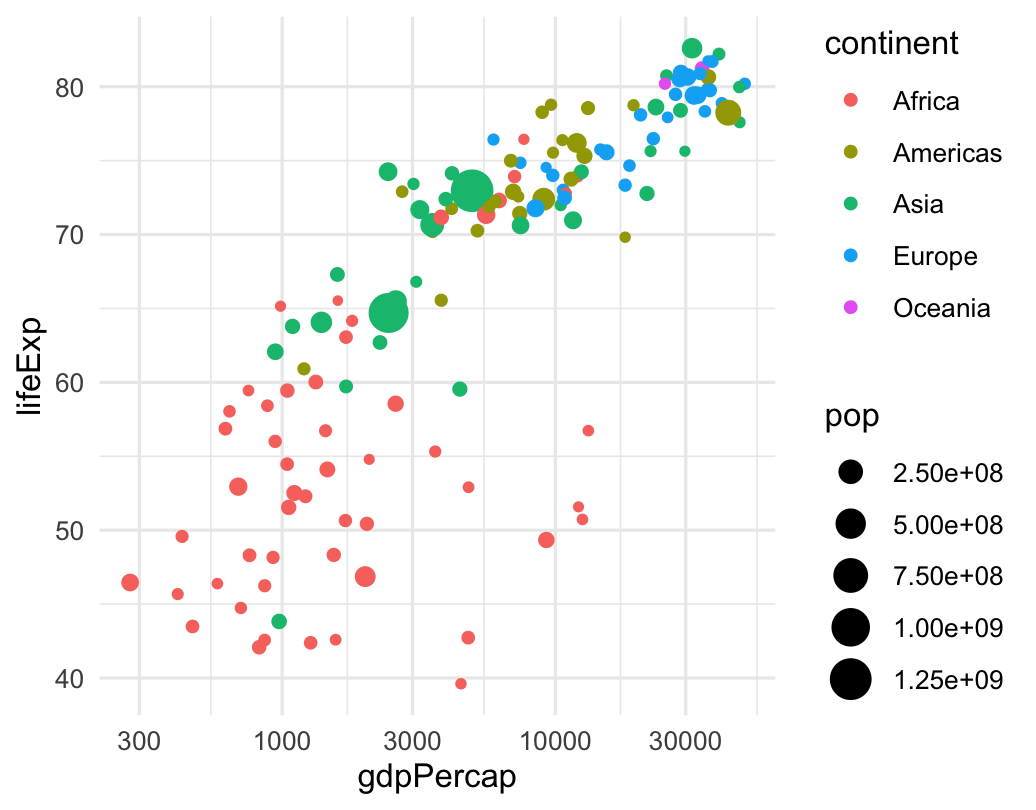 continent
Africa
Americas
Asia
Europe
Oceania
pop
2.50e+08
5.00e+08
7.50e+08
1.00e+09
1.25e+09
lifeExp
80
70
60
50
40
300 1000 3000 10000 30000
gdpPercap